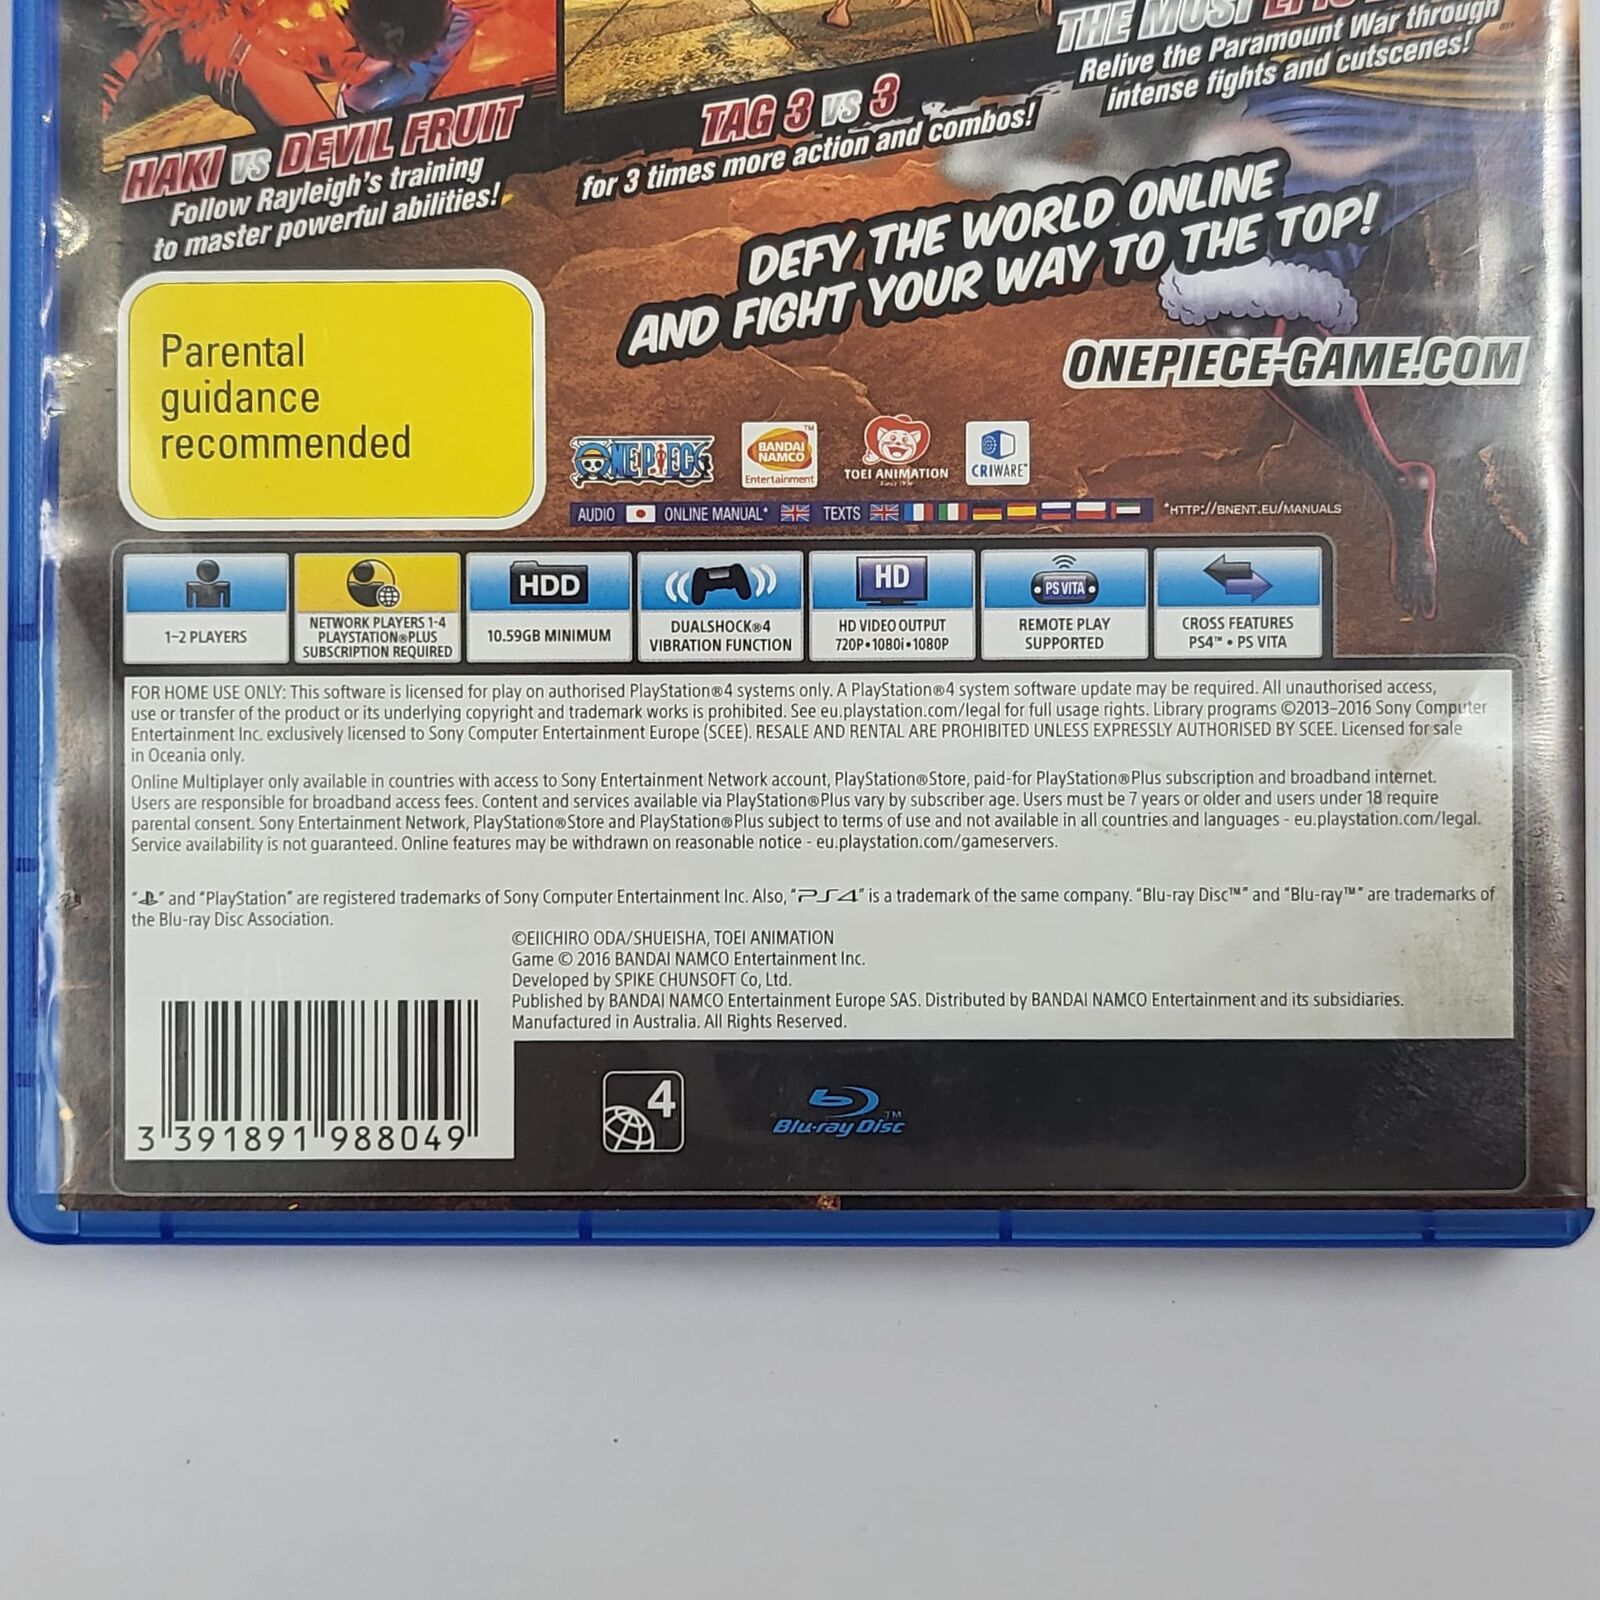 HAKI VS DEVIL FRUIT
Follow Rayleigh's training
to master powerful abilities!
TAG 3 VS 3
for 3 times more action and combos!
THE MOST
Relive the Paramount War through
intense fights and cutscenes!
DEFY THE WORLD ONLINE
AND FIGHT YOUR WAY TO THE TOP!
ONEPIECE-GAME.COM
Parental
guidance
recommended
ONE PIECE
BANDAI
NAMCO
Entertainment
TM
TOEI ANIMATION
CRIWARE™
AUDIO ONLINE MANUAL* TEXTS *HTTP://BNENT.EU/MANUALS
1-2 PLAYERS
NETWORK PLAYERS 1-4
PLAYSTATION®PLUS
SUBSCRIPTION REQUIRED
HDD
10.59GB MINIMUM
DUALSHOCK®4
VIBRATION FUNCTION
HD
HD VIDEO OUTPUT
720P•1080i•1080P
PS VITA
REMOTE PLAY
SUPPORTED
CROSS FEATURES
PS4™ • PS VITA
FOR HOME USE ONLY: This software is licensed for play on authorised PlayStation®4 systems only. A PlayStation®4 system software update may be required. All unauthorised access,
use or transfer of the product or its underlying copyright and trademark works is prohibited. See eu.playstation.com/legal for full usage rights. Library programs ©2013-2016 Sony Computer
Entertainment Inc. exclusively licensed to Sony Computer Entertainment Europe (SCEE). RESALE AND RENTAL ARE PROHIBITED UNLESS EXPRESSLY AUTHORISED BY SCEE. Licensed for sale
in Oceania only.
Online Multiplayer only available in countries with access to Sony Entertainment Network account, PlayStation®Store, paid-for PlayStation®Plus subscription and broadband internet.
Users are responsible for broadband access fees. Content and services available via PlayStation®Plus vary by subscriber age. Users must be 7 years or older and users under 18 require
parental consent. Sony Entertainment Network, PlayStation®Store and PlayStation®Plus subject to terms of use and not available in all countries and languages - eu.playstation.com/legal.
Service availability is not guaranteed. Online features may be withdrawn on reasonable notice - eu.playstation.com/gameservers.
" " and "PlayStation" are registered trademarks of Sony Computer Entertainment Inc. Also, "PS4" is a trademark of the same company. "Blu-ray Disc™" and "Blu-ray™" are trademarks of
the Blu-ray Disc Association.
©EIICHIRO ODA/SHUEISHA, TOEI ANIMATION
Game © 2016 BANDAI NAMCO Entertainment Inc.
Developed by SPIKE CHUNSOFT Co, Ltd.
Published by BANDAI NAMCO Entertainment Europe SAS. Distributed by BANDAI NAMCO Entertainment and its subsidiaries.
Manufactured in Australia. All Rights Reserved.
3 391891 988049
4
Blu-ray Disc™